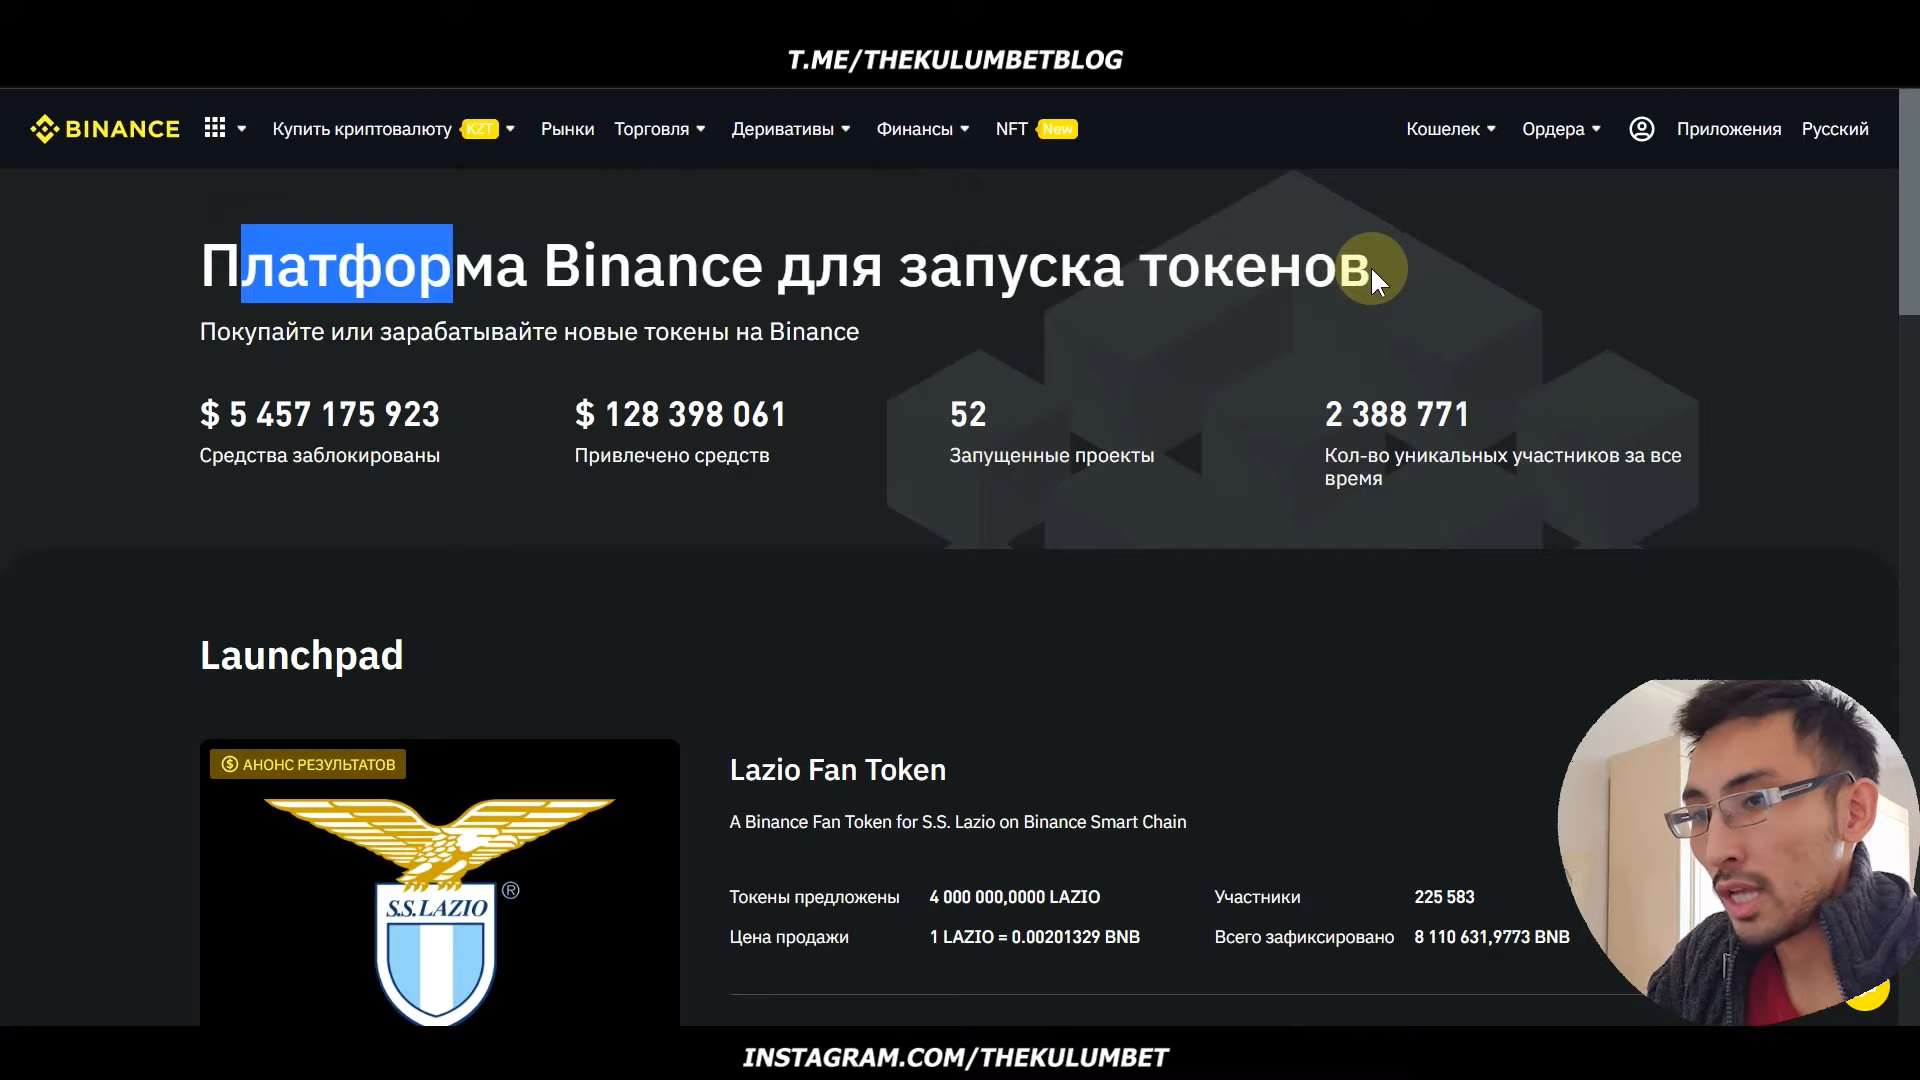 T.ME/THEKULUMBETBLOG
BINANCE Купить криптовалюту KZT Рынки Торговля Деривативы Финансы NFT New Кошелек Ордера Приложения Русский
Платформа Binance для запуска токенов
Покупайте или зарабатывайте новые токены на Binance
$ 5 457 175 923 $ 128 398 061 52 2 388 771
Средства заблокированы Привлечено средств Запущенные проекты Кол-во уникальных участников за все
время
Launchpad
АНОНС РЕЗУЛЬТАТОВ
S.S.LAZIO ®
Lazio Fan Token
A Binance Fan Token for S.S. Lazio on Binance Smart Chain
Токены предложены 4 000 000,0000 LAZIO Участники 225 583
Цена продажи 1 LAZIO = 0.00201329 BNB Всего зафиксировано 8 110 631,9773 BNB
INSTAGRAM.COM/THEKULUMBET